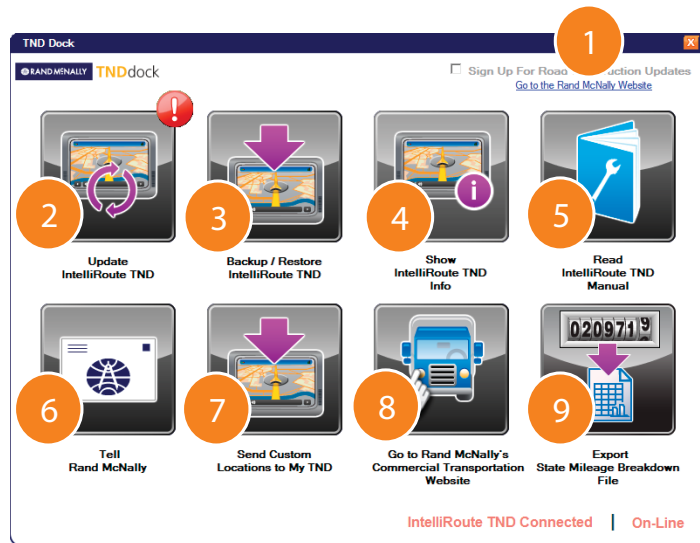 TND Dock
1
X
RAND MCNALLY TNDdock
Sign Up For Road uction Updates
Go to the Rand McNally Website
!
2
3
4
i
5
Update
IntelliRoute TND
Backup / Restore
IntelliRoute TND
Show
IntelliRoute TND
Info
Read
IntelliRoute TND
Manual
0209719
6
7
8
9
Tell
Rand McNally
Send Custom
Locations to My TND
Go to Rand McNally's
Commercial Transportation
Website
Export
State Mileage Breakdown
File
IntelliRoute TND Connected | On-Line